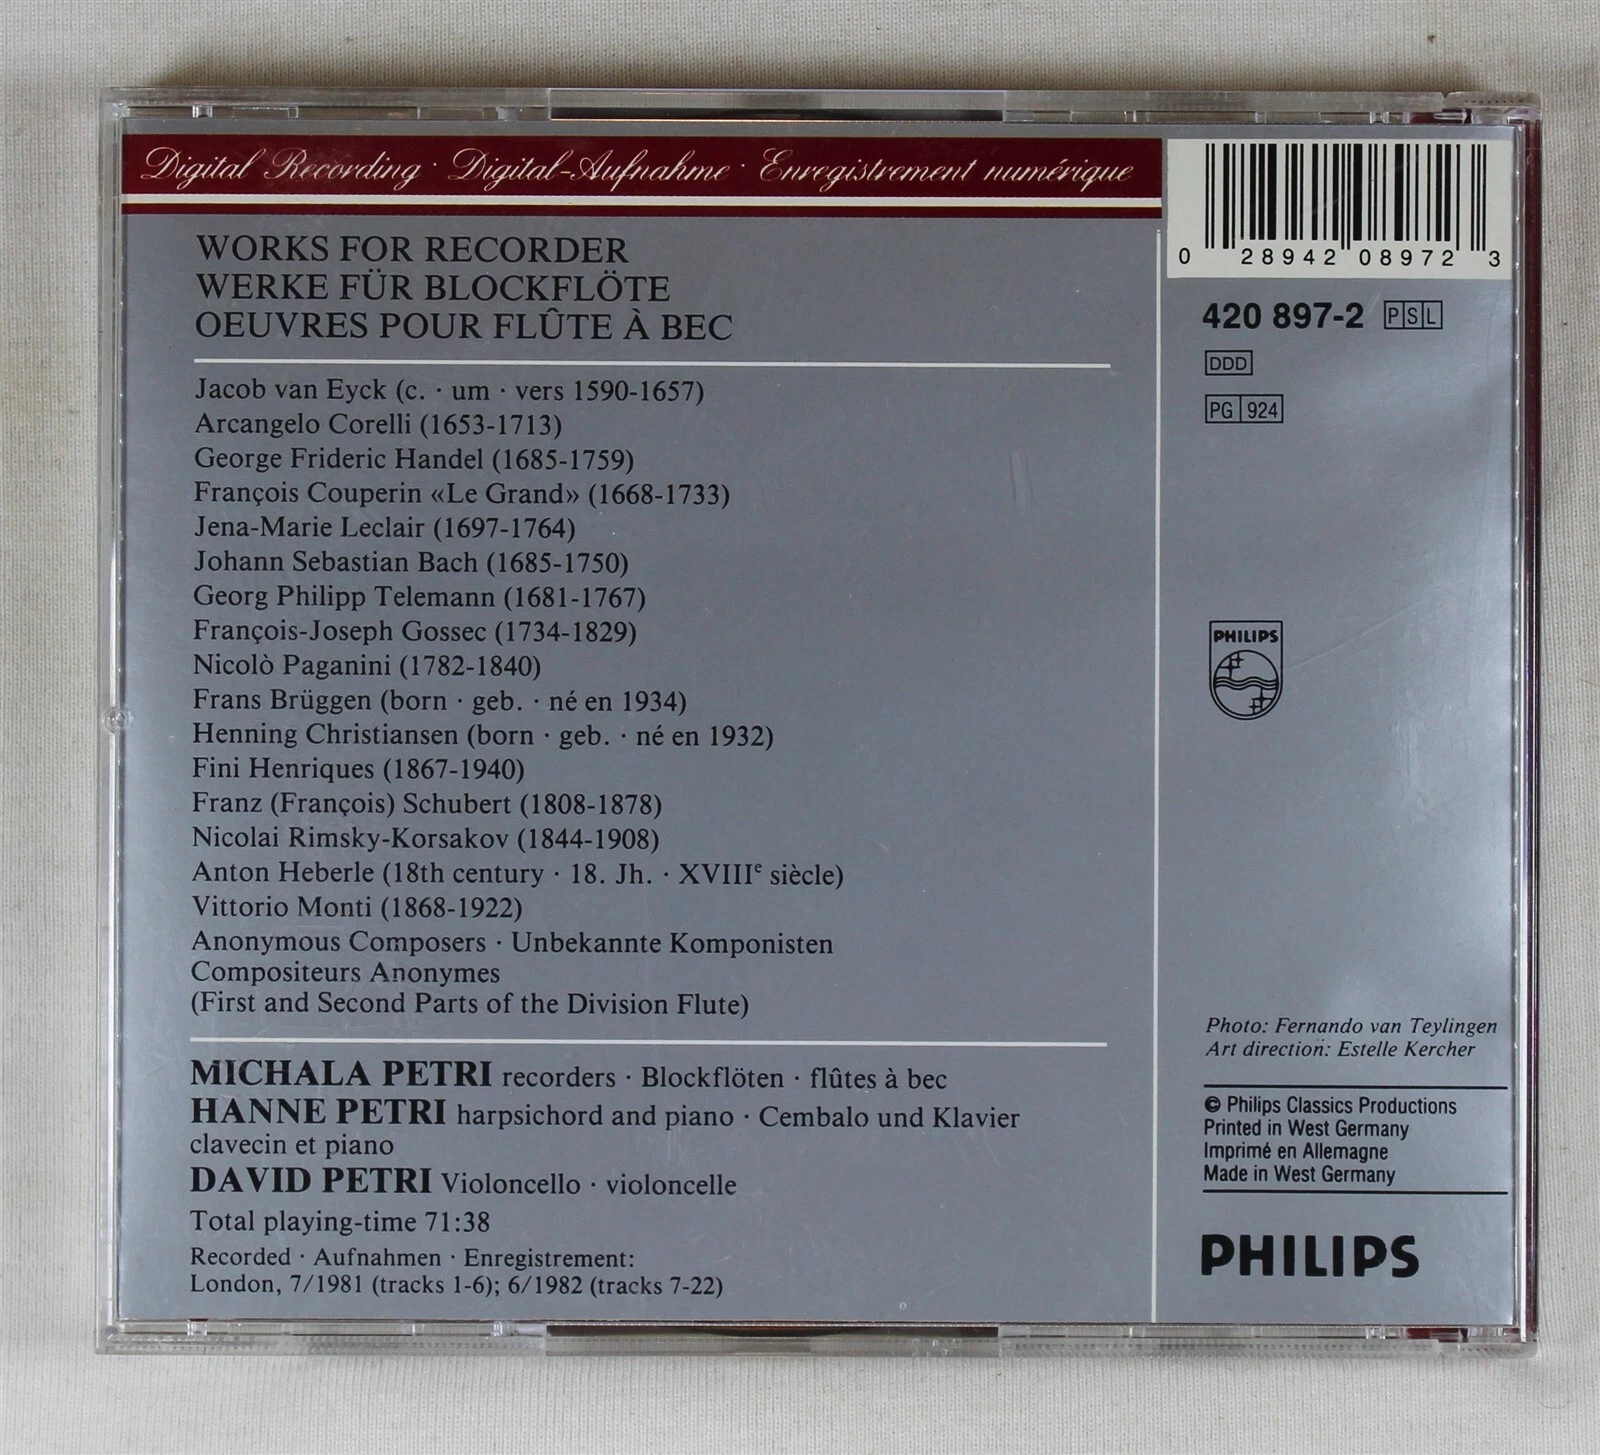 Digital Recording · Digital-Aufnahme · Enregistrement numérique
WORKS FOR RECORDER
WERKE FÜR BLOCKFLÖTE
OEUVRES POUR FLÛTE À BEC
Jacob van Eyck (c. · um · vers 1590-1657)
Arcangelo Corelli (1653-1713)
George Frideric Handel (1685-1759)
François Couperin «Le Grand» (1668-1733)
Jena-Marie Leclair (1697-1764)
Johann Sebastian Bach (1685-1750)
Georg Philipp Telemann (1681-1767)
François-Joseph Gossec (1734-1829)
Nicolò Paganini (1782-1840)
Frans Brüggen (born · geb. · né en 1934)
Henning Christiansen (born · geb. · né en 1932)
Fini Henriques (1867-1940)
Franz (François) Schubert (1808-1878)
Nicolai Rimsky-Korsakov (1844-1908)
Anton Heberle (18th century · 18. Jh. · XVIIIe siècle)
Vittorio Monti (1868-1922)
Anonymous Composers · Unbekannte Komponisten
Compositeurs Anonymes
(First and Second Parts of the Division Flute)
MICHALA PETRI recorders · Blockflöten · flûtes à bec
HANNE PETRI harpsichord and piano · Cembalo und Klavier
clavecin et piano
DAVID PETRI Violoncello · violoncelle
Total playing-time 71:38
Recorded · Aufnahmen · Enregistrement:
London, 7/1981 (tracks 1-6); 6/1982 (tracks 7-22)
0 28942 08972 3
420 897-2 PSL
DDD
PG 924
PHILIPS
Photo: Fernando van Teylingen
Art direction: Estelle Kercher
℗ Philips Classics Productions
Printed in West Germany
Imprimé en Allemagne
Made in West Germany
PHILIPS